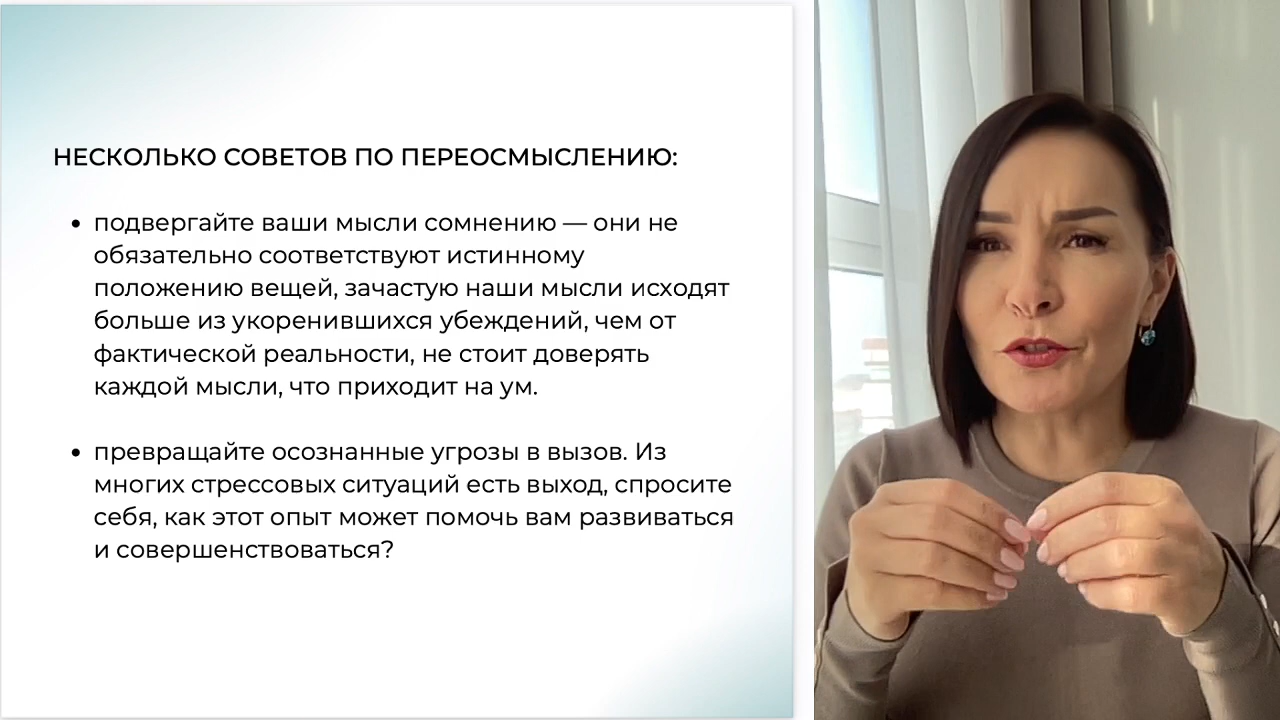 НЕСКОЛЬКО СОВЕТОВ ПО ПЕРЕОСМЫСЛЕНИЮ:
• подвергайте ваши мысли сомнению — они не
обязательно соответствуют истинному
положению вещей, зачастую наши мысли исходят
больше из укоренившихся убеждений, чем от
фактической реальности, не стоит доверять
каждой мысли, что приходит на ум.
• превращайте осознанные угрозы в вызов. Из
многих стрессовых ситуаций есть выход, спросите
себя, как этот опыт может помочь вам развиваться
и совершенствоваться?